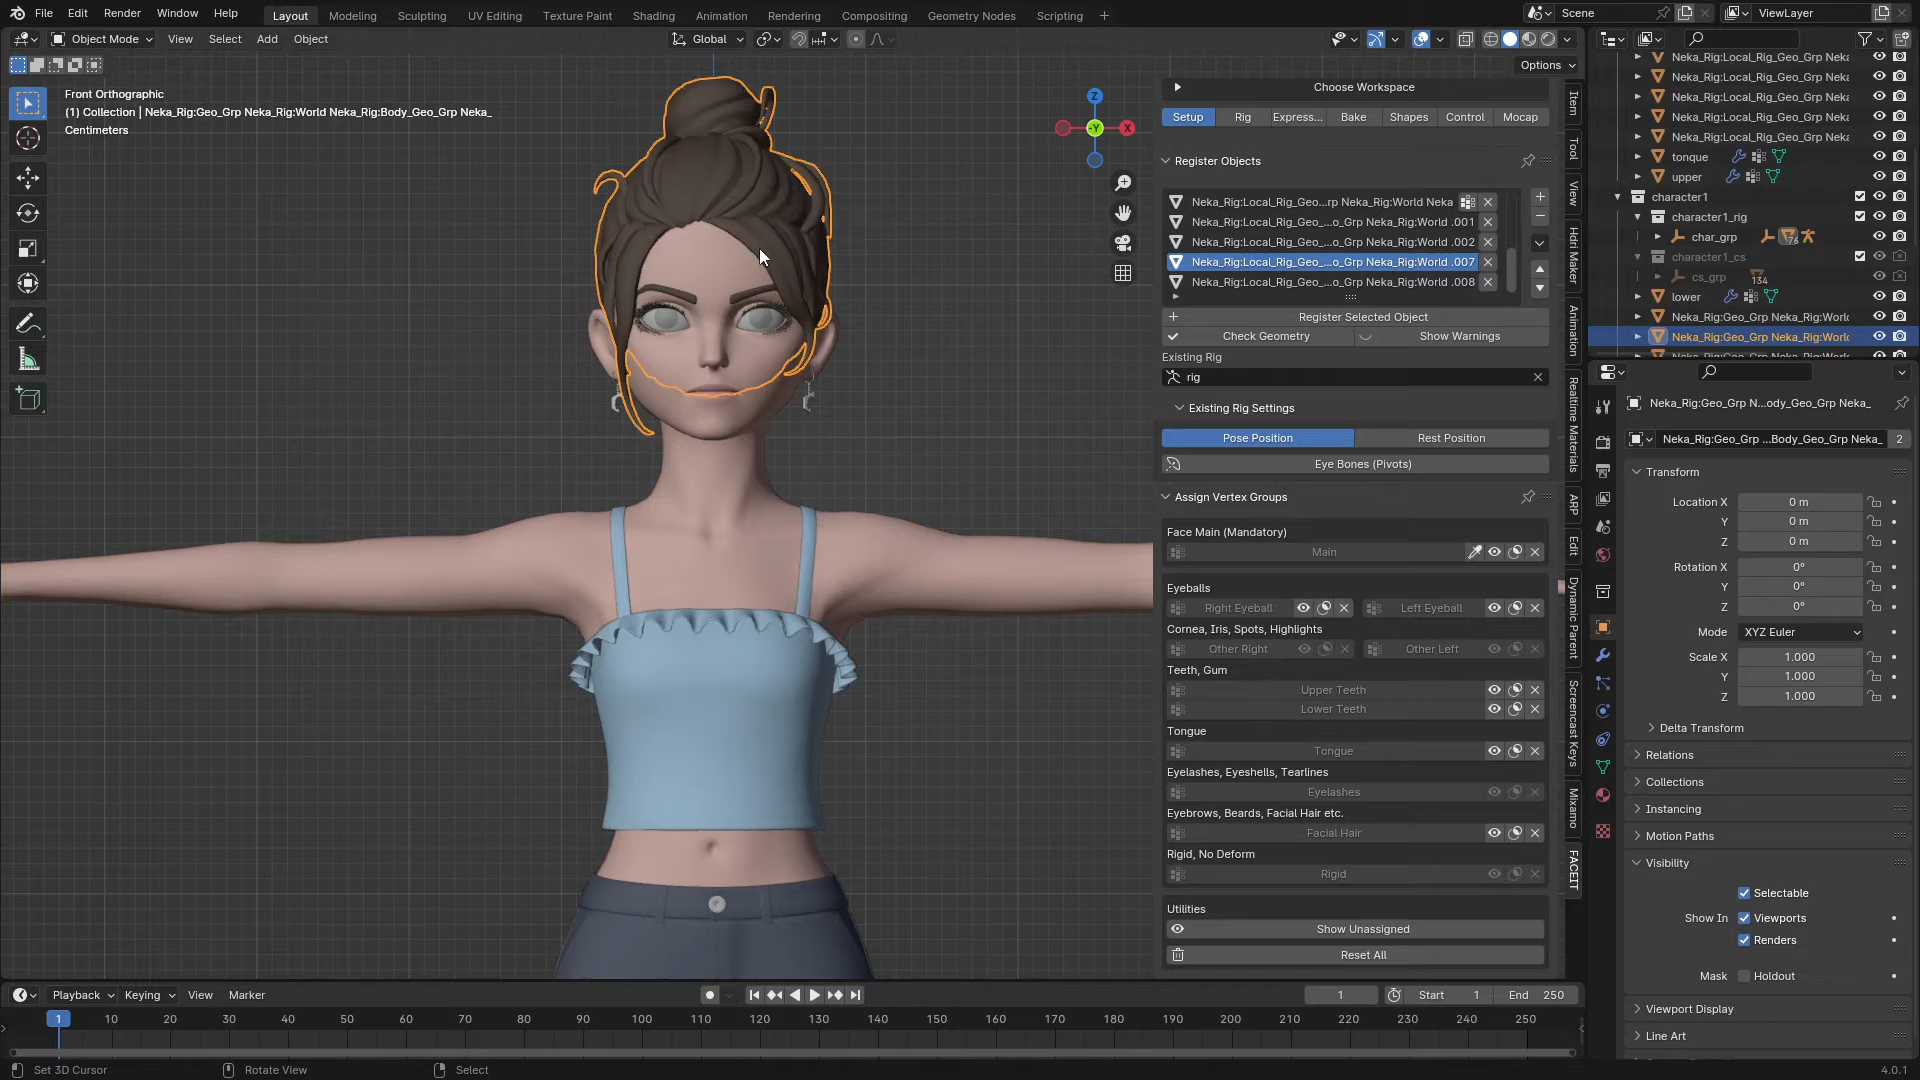 File Edit Render Window Help
Layout Modeling Sculpting UV Editing Texture Paint Shading Animation Rendering Compositing Geometry Nodes Scripting +
Scene
ViewLayer
Object Mode View Select Add Object
Global
Options
Front Orthographic
(1) Collection | Neka_Rig:Geo_Grp Neka_Rig:World Neka_Rig:Body_Geo_Grp Neka_
Centimeters
Z
-Y
X
Choose Workspace
Setup Rig Express... Bake Shapes Control Mocap
Register Objects
Neka_Rig:Local_Rig_Geo...rp Neka_Rig:World Neka
Neka_Rig:Local_Rig_Geo_...o_Grp Neka_Rig:World .001
Neka_Rig:Local_Rig_Geo_...o_Grp Neka_Rig:World .002
Neka_Rig:Local_Rig_Geo_...o_Grp Neka_Rig:World .007
Neka_Rig:Local_Rig_Geo_...o_Grp Neka_Rig:World .008
Register Selected Object
Check Geometry Show Warnings
Existing Rig
rig
Existing Rig Settings
Pose Position Rest Position
Eye Bones (Pivots)
Assign Vertex Groups
Face Main (Mandatory)
Main
Eyeballs
Right Eyeball Left Eyeball
Cornea, Iris, Spots, Highlights
Other Right Other Left
Teeth, Gum
Upper Teeth
Lower Teeth
Tongue
Tongue
Eyelashes, Eyeshells, Tearlines
Eyelashes
Eyebrows, Beards, Facial Hair etc.
Facial Hair
Rigid, No Deform
Rigid
Utilities
Show Unassigned
Reset All
Item
Tool
View
Hdri Maker
Animation
Realtime Materials
ARP
Edit
Dynamic Parent
Screencast Keys
Mixamo
FACEIT
Neka_Rig:Local_Rig_Geo_Grp Neka
Neka_Rig:Local_Rig_Geo_Grp Neka
Neka_Rig:Local_Rig_Geo_Grp Neka
Neka_Rig:Local_Rig_Geo_Grp Neka
Neka_Rig:Local_Rig_Geo_Grp Neka
tongue
upper
character1
character1_rig
char_grp 76
character1_cs
cs_grp 134
lower
Neka_Rig:Geo_Grp Neka_Rig:World
Neka_Rig:Geo_Grp Neka_Rig:World
Neka_Rig:Geo_Grp Neka_Rig:World
Neka_Rig:Geo_Grp N...ody_Geo_Grp Neka_
Neka_Rig:Geo_Grp ...Body_Geo_Grp Neka_ 2
Transform
Location X 0 m
Y 0 m
Z 0 m
Rotation X 0°
Y 0°
Z 0°
Mode XYZ Euler
Scale X 1.000
Y 1.000
Z 1.000
Delta Transform
Relations
Collections
Instancing
Motion Paths
Visibility
Selectable
Show In Viewports
Renders
Mask Holdout
Viewport Display
Line Art
Playback Keying View Marker
1 Start 1 End 250
1 10 20 30 40 50 60 70 80 90 100 110 120 130 140 150 160 170 180 190 200 210 220 230 240 250
Set 3D Cursor Rotate View Select 4.0.1